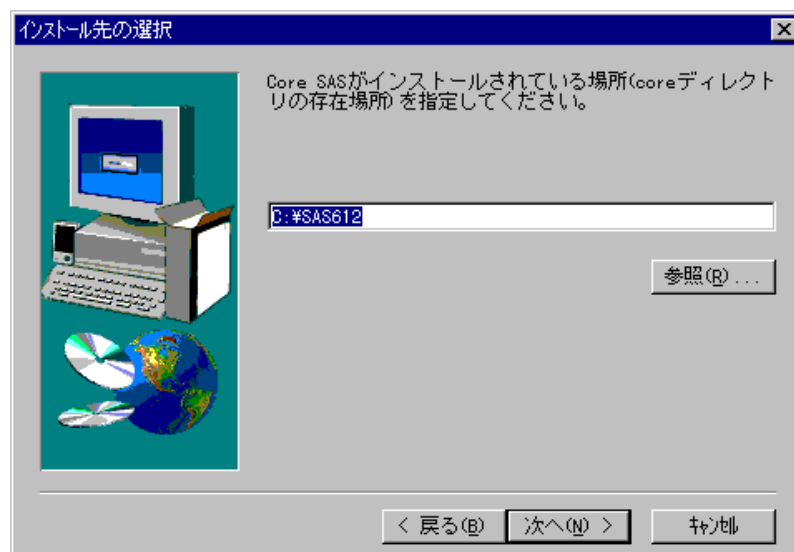 インストール先の選択
Core SASがインストールされている場所(coreディレクト
リの存在場所) を指定してください。
C:¥SAS612
参照(R)...
< 戻る(B)
次へ(N) >
キャンセル